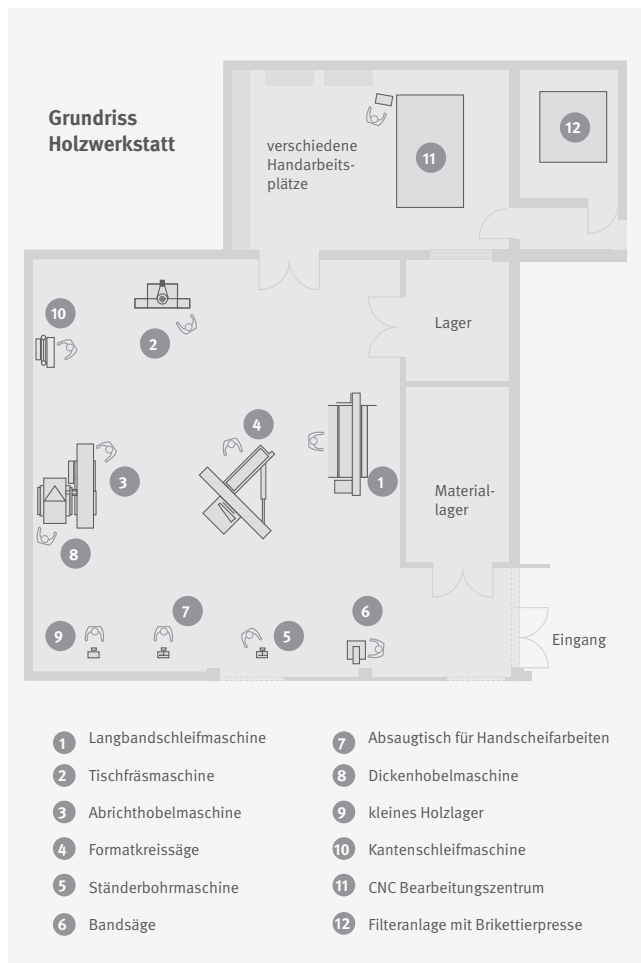 Grundriss
Holzwerkstatt
verschiedene
Handarbeits-
plätze
11
12
10
2
Lager
4
1
3
Material-
lager
8
7
6
9
5
Eingang
1 Langbandschleifmaschine
2 Tischfräsmaschine
3 Abrichthobelmaschine
4 Formatkreissäge
5 Ständerbohrmaschine
6 Bandsäge
7 Absaugtisch für Handscheifarbeiten
8 Dickenhobelmaschine
9 kleines Holzlager
10 Kantenschleifmaschine
11 CNC Bearbeitungszentrum
12 Filteranlage mit Brikettierpresse